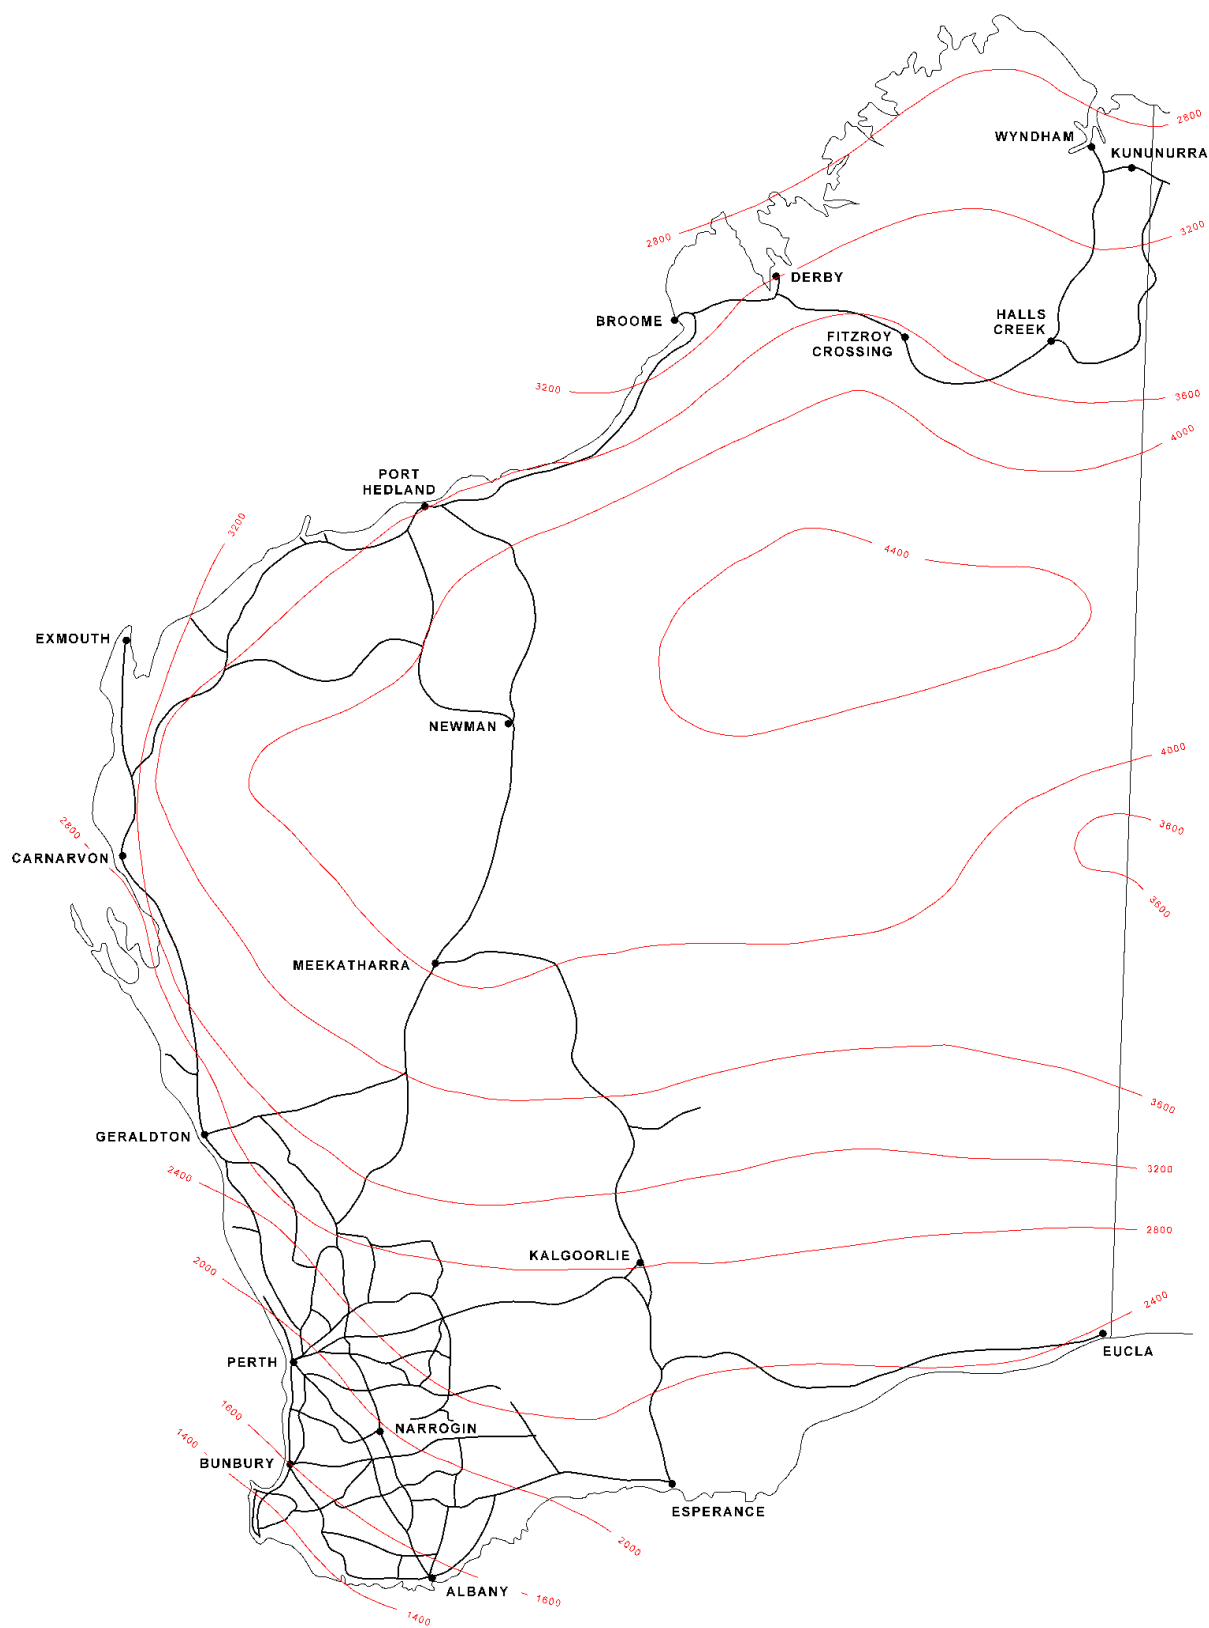 2800
WYNDHAM
KUNUNURRA
2800
3200
DERBY
BROOME
HALLS
CREEK
FITZROY
CROSSING
3200
3600
4000
PORT
HEDLAND
3200
4400
EXMOUTH
NEWMAN
4000
2800
3600
CARNARVON
3600
MEEKATHARRA
3600
GERALDTON
2400
3200
2800
KALGOORLIE
2000
2400
EUCLA
PERTH
1600
NARROGIN
1400
BUNBURY
ESPERANCE
2000
ALBANY
1600
1400